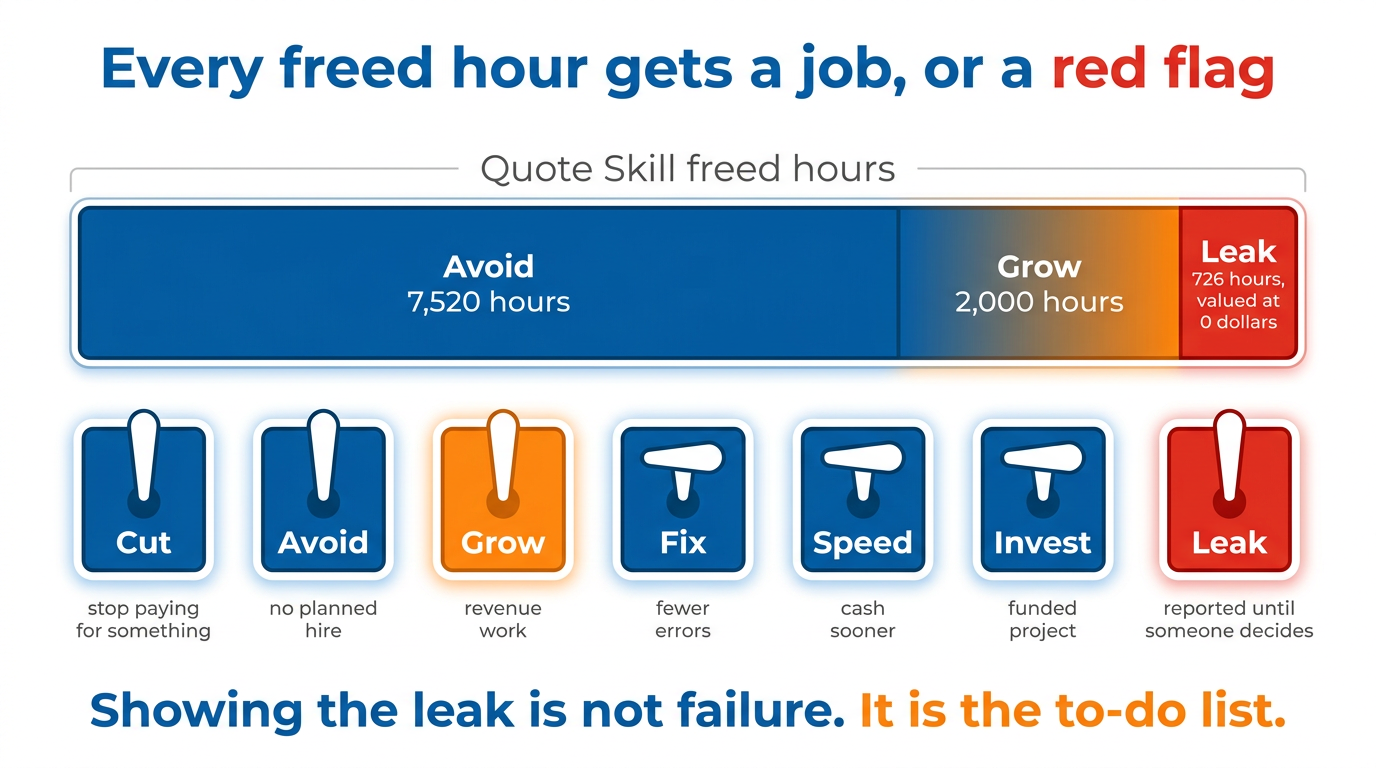 Every freed hour gets a job, or a red flag
Quote Skill freed hours
Avoid
7,520 hours
Grow
2,000 hours
Leak
726 hours,
valued at
0 dollars
Cut
Avoid
Grow
Fix
Speed
Invest
Leak
stop paying
for something
no planned
hire
revenue
work
fewer
errors
cash
sooner
funded
project
reported until
someone decides
Showing the leak is not failure. It is the to-do list.